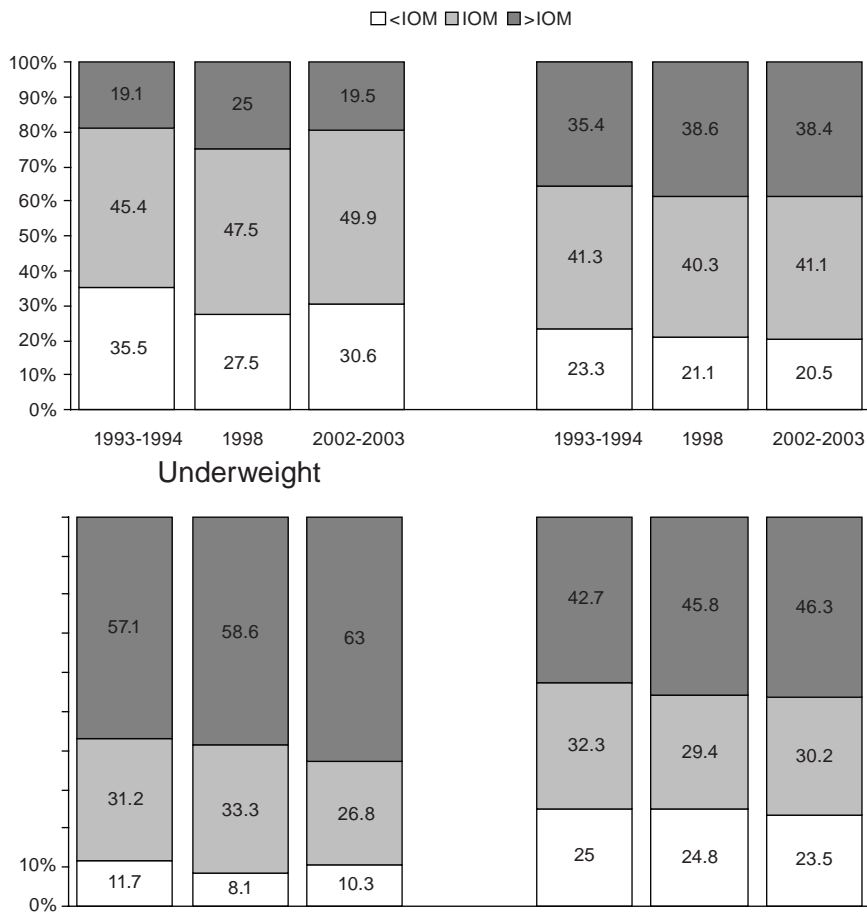 <IOM IOM >IOM
100%
90%
80%
70%
60%
50%
40%
30%
20%
10%
0%
19.1 25 19.5
45.4 47.5 49.9
35.5 27.5 30.6
35.4 38.6 38.4
41.3 40.3 41.1
23.3 21.1 20.5
1993-1994 1998 2002-2003 1993-1994 1998 2002-2003
Underweight
57.1 58.6 63
31.2 33.3 26.8
11.7 8.1 10.3
10%
0%
42.7 45.8 46.3
32.3 29.4 30.2
25 24.8 23.5